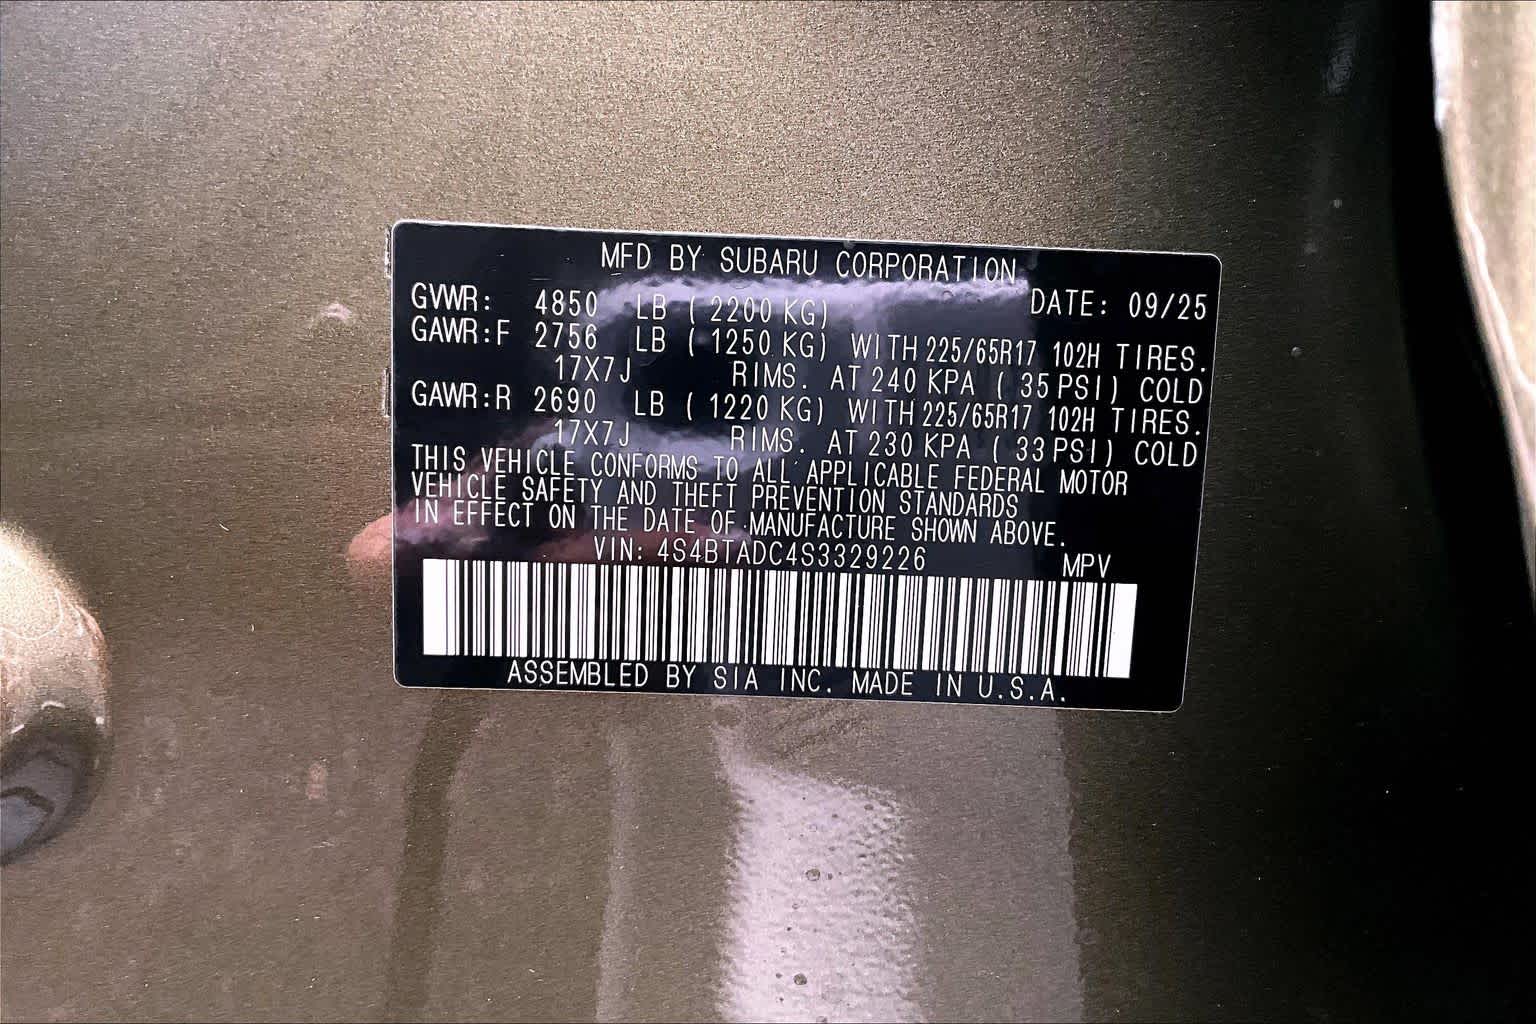 MFD BY SUBARU CORPORATION
GVWR: 4850 LB ( 2200 KG) DATE: 09/25
GAWR:F 2756 LB ( 1250 KG) WITH 225/65R17 102H TIRES.
17X7J RIMS. AT 240 KPA ( 35 PSI) COLD
GAWR:R 2690 LB ( 1220 KG) WITH 225/65R17 102H TIRES.
17X7J RIMS. AT 230 KPA ( 33 PSI) COLD
THIS VEHICLE CONFORMS TO ALL APPLICABLE FEDERAL MOTOR
VEHICLE SAFETY AND THEFT PREVENTION STANDARDS
IN EFFECT ON THE DATE OF MANUFACTURE SHOWN ABOVE.
VIN: 4S4BTADC4S3329226 MPV
ASSEMBLED BY SIA INC. MADE IN U.S.A.